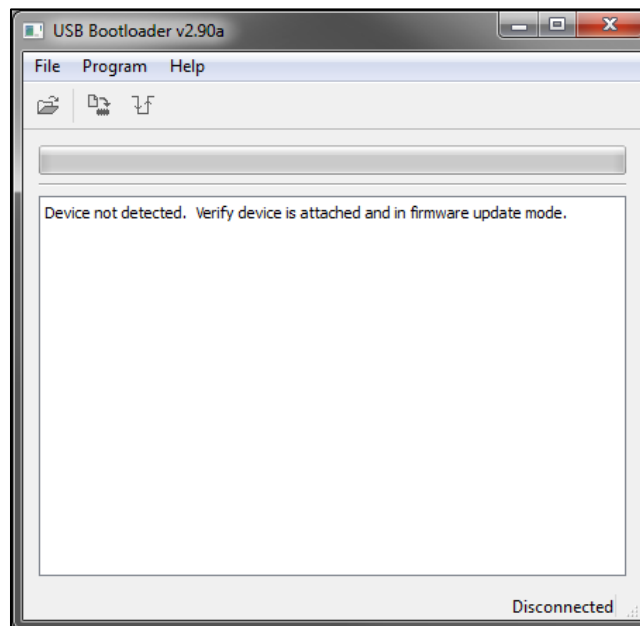 USB Bootloader v2.90a
File Program Help
Device not detected. Verify device is attached and in firmware update mode.
Disconnected